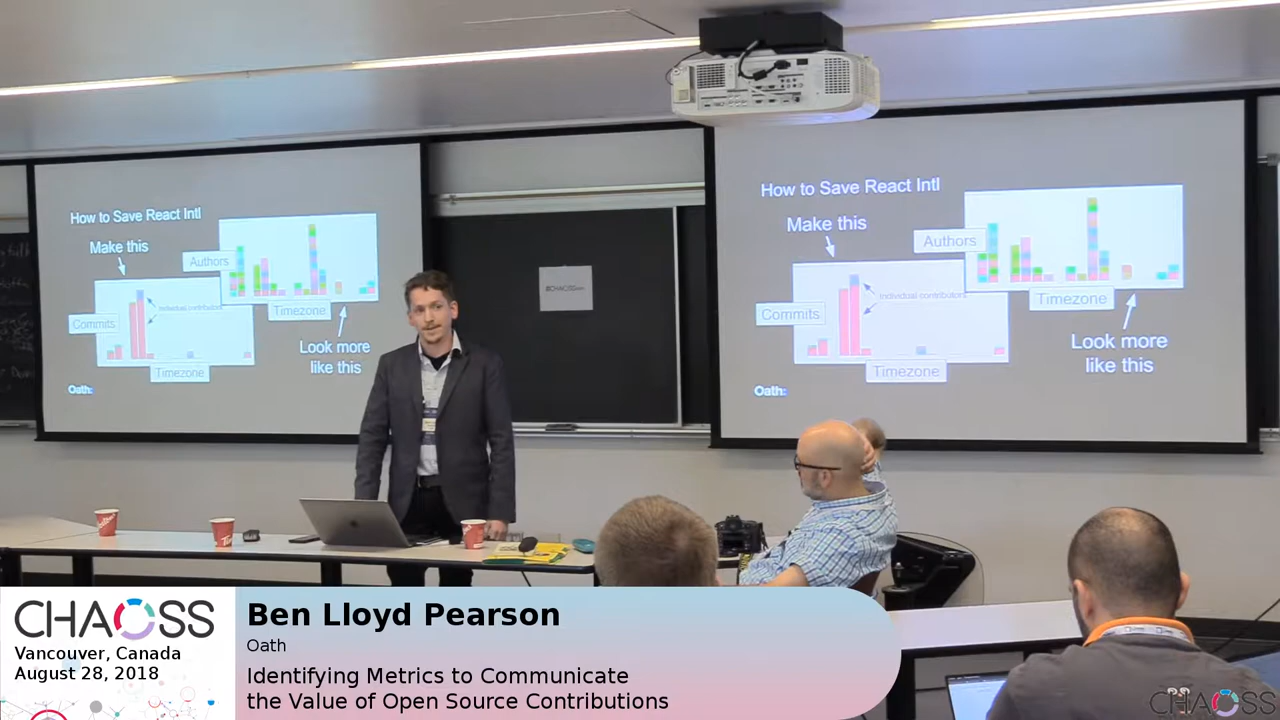 How to Save React Intl
Make this
Authors
Individual contributors
Commits
Timezone
Timezone
Look more
like this
Oath:
#CHAOSScon
How to Save React Intl
Make this
Authors
Individual contributors
Commits
Timezone
Timezone
Look more
like this
Oath:
CHAOSS
Vancouver, Canada
August 28, 2018
Ben Lloyd Pearson
Oath
Identifying Metrics to Communicate
the Value of Open Source Contributions
CHAOSS